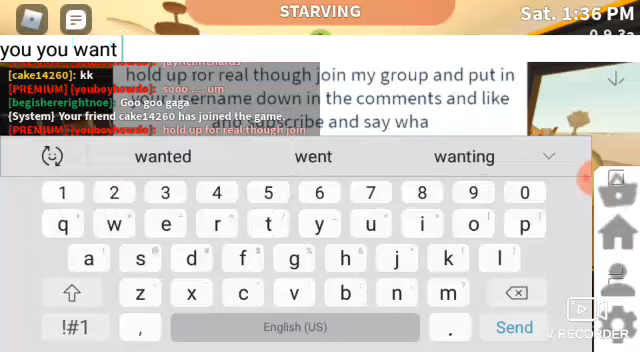 STARVING
Sat. 1:36 PM
0.9.3a
you you want
[cake14260]: kk
[PREMIUM] [youboyhowdo]: sooo..... um
[begishererightnoe]: Goo goo gaga
{System} Your friend cake14260 has joined the game.
[PREMIUM] [youboyhowdo]: hold up for real though join
hold up for real though join my group and put in
username down in the comments and like
and subscribe and say wha
wanted went wanting
1 2 3 4 5 6 7 8 9 0
q w e r t y u i o p
a s d f g h j k l
z x c v b n m
!#1 , English (US) . Send
V RECORDER